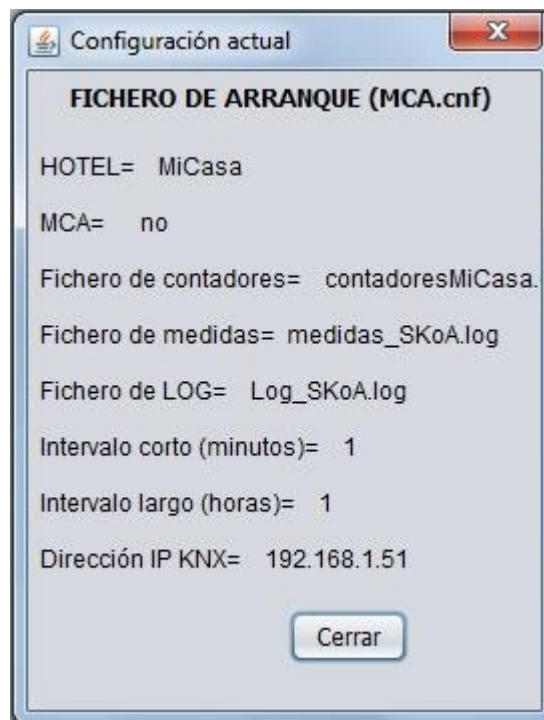 Configuración actual
FICHERO DE ARRANQUE (MCA.cnf)
HOTEL= MiCasa
MCA= no
Fichero de contadores= contadoresMiCasa.
Fichero de medidas= medidas_SKoA.log
Fichero de LOG= Log_SKoA.log
Intervalo corto (minutos)= 1
Intervalo largo (horas)= 1
Dirección IP KNX= 192.168.1.51
Cerrar